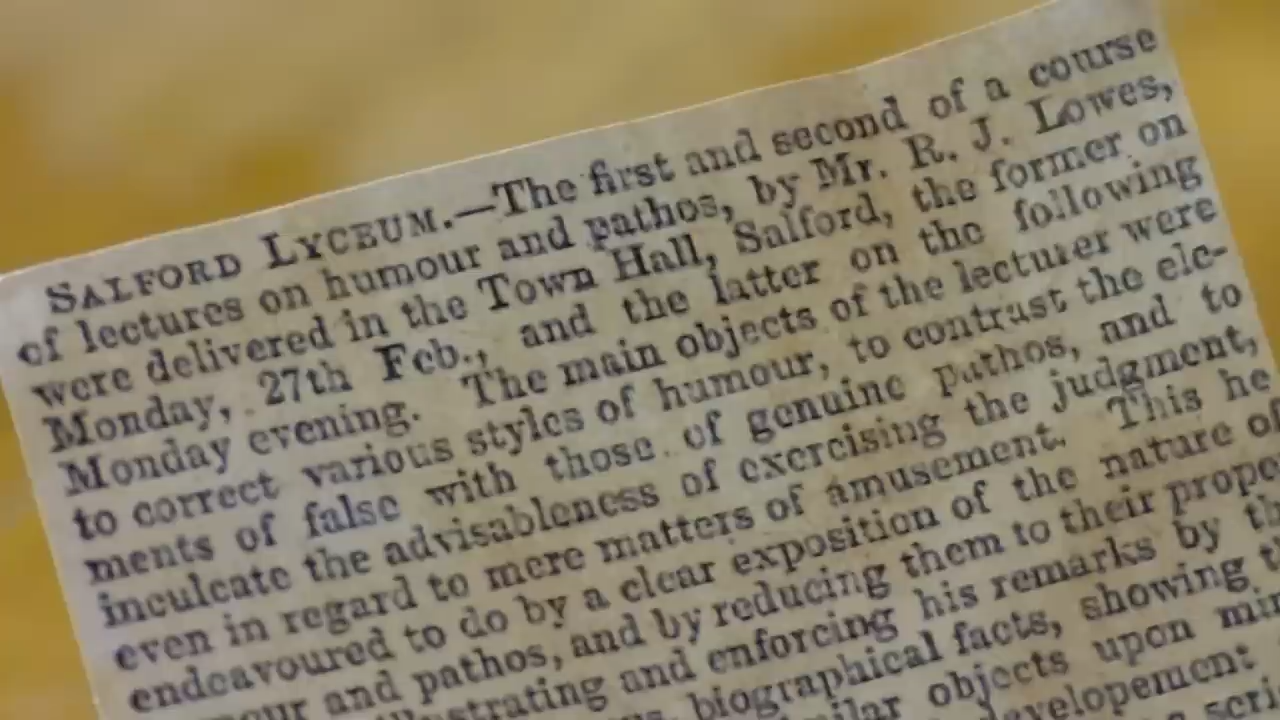 SALFORD LYCEUM.—The first and second of a course
of lectures on humour and pathos, by Mr. R. J. Lowes,
were delivered in the Town Hall, Salford, the former on
Monday, 27th Feb., and the latter on the following
Monday evening. The main objects of the lecturer were
to correct various styles of humour, to contrast the ele-
ments of false with those of genuine pathos, and to
inculcate the advisableness of exercising the judgment,
even in regard to mere matters of amusement. This he
endeavoured to do by a clear exposition of the nature of
and pathos, and by reducing them to their
and enforcing his remarks by
biographical facts, showing
objects upon